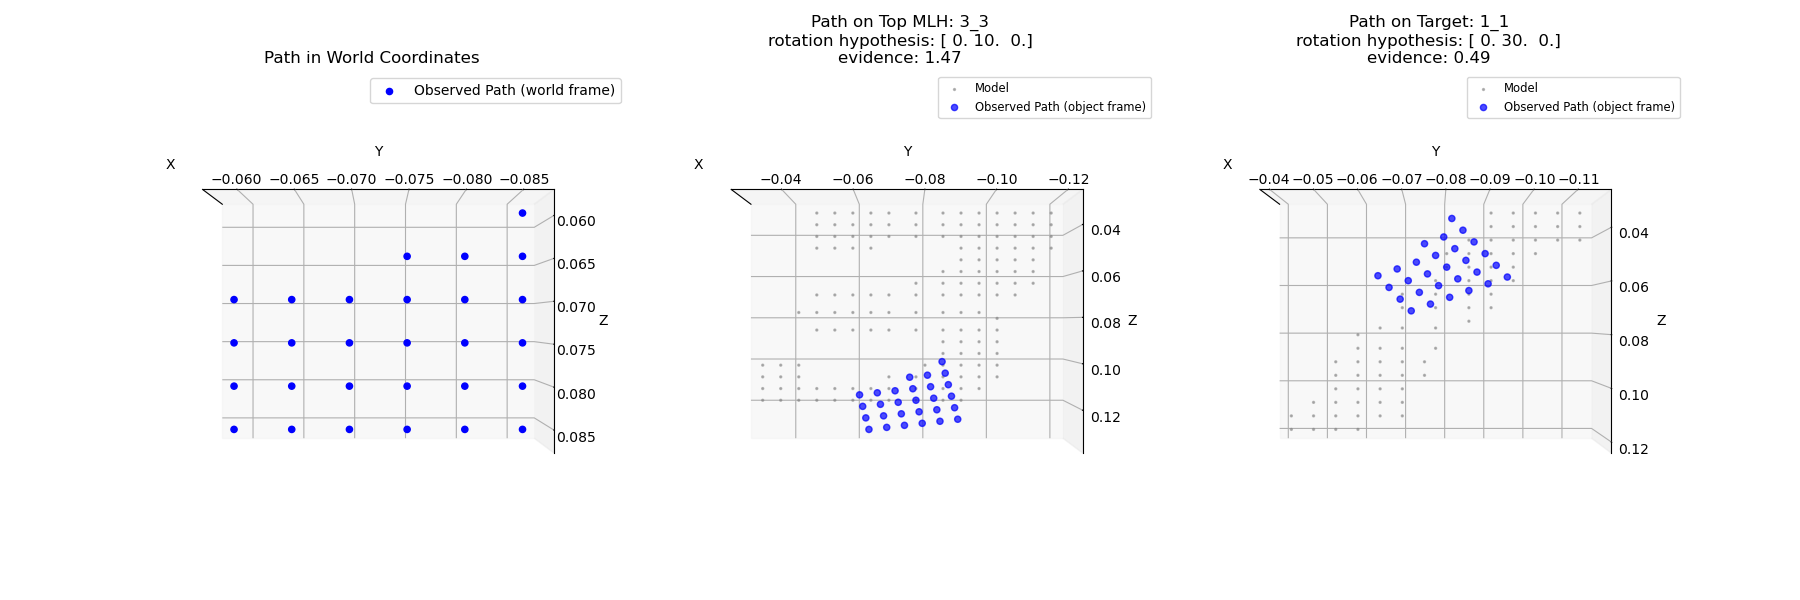 Path in World Coordinates
Observed Path (world frame)
X
Y
−0.060 −0.065 −0.070 −0.075 −0.080 −0.085
0.060
0.065
0.070
0.075
0.080
0.085
Z
Path on Top MLH: 3_3
rotation hypothesis: [ 0. 10.  0.]
evidence: 1.47
Model
Observed Path (object frame)
X
Y
−0.04 −0.06 −0.08 −0.10 −0.12
0.04
0.06
0.08
0.10
0.12
Z
Path on Target: 1_1
rotation hypothesis: [ 0. 30.  0.]
evidence: 0.49
Model
Observed Path (object frame)
X
Y
−0.04 −0.05 −0.06 −0.07 −0.08 −0.09 −0.10 −0.11
0.04
0.06
0.08
0.10
0.12
Z